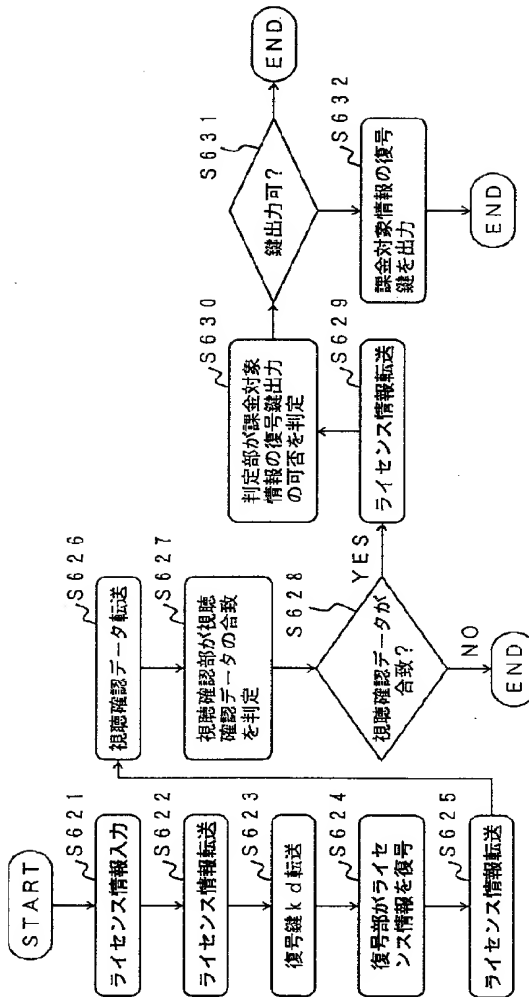 START
S621
ライセンス情報入力
S622
ライセンス情報転送
S623
復号鍵kd転送
S624
復号部がライセ
ンス情報を復号
S625
ライセンス情報転送
S626
視聴確認データ転送
S627
視聴確認部が視聴
確認データの合致
を判定
S628
視聴確認データが
合致?
NO
END
YES
S629
ライセンス情報転送
S630
判定部が課金対象
情報の復号鍵出力
の可否を判定
S631
鍵出力可?
END
S632
課金対象情報の復号
鍵を出力
END